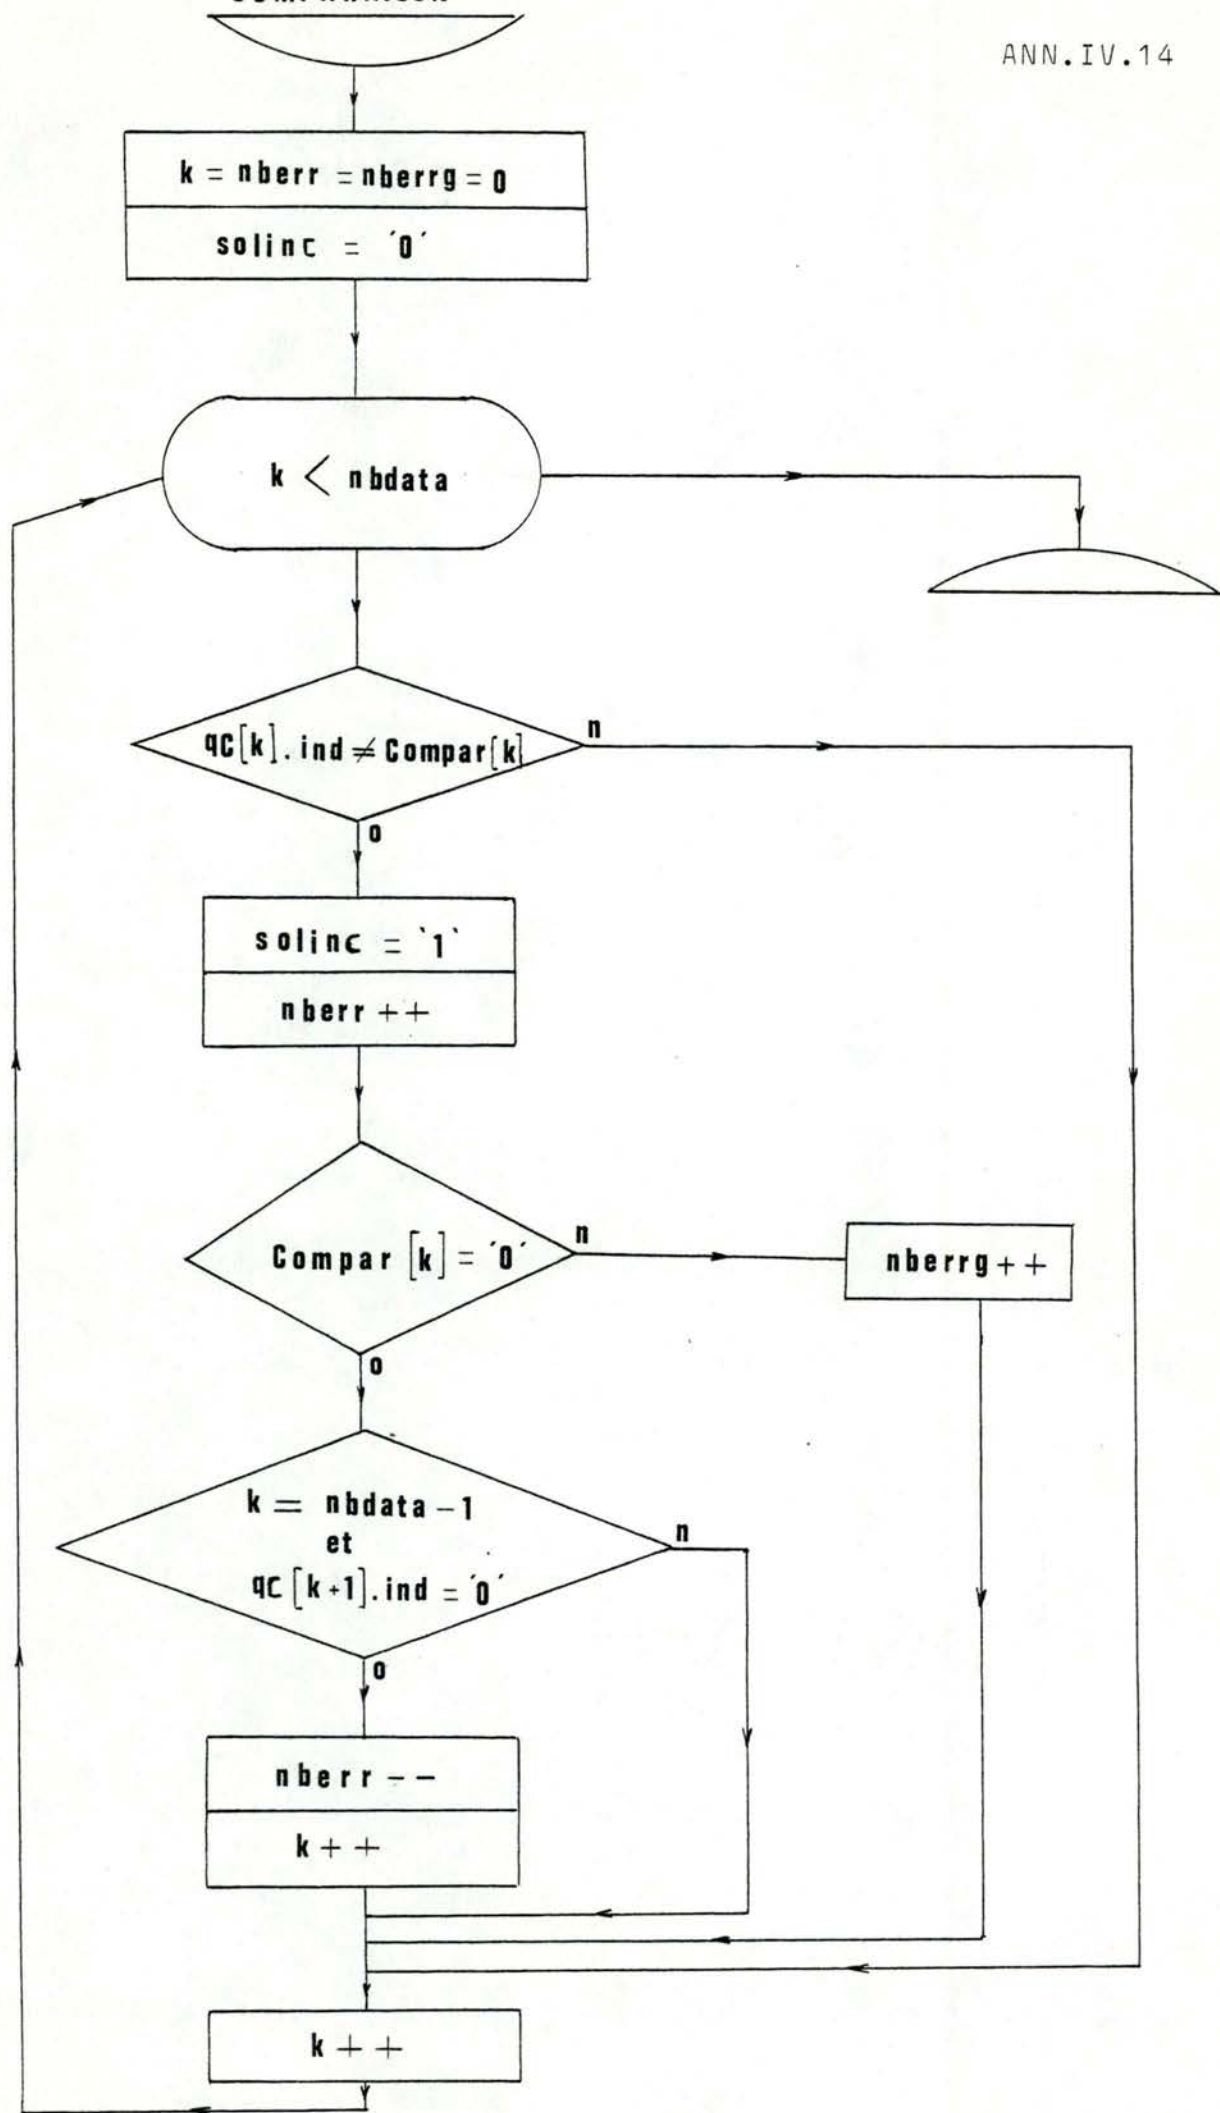 ANN.IV.14
k = nberr = nberrg = 0
solinc = '0'
k < nbdata
qC[k].ind ≠ Compar[k]
n
o
solinc = '1'
nberr ++
Compar [k] = '0'
n
nberrg ++
o
k = nbdata - 1
et
qC [k+1].ind = '0'
n
o
nberr --
k ++
k ++